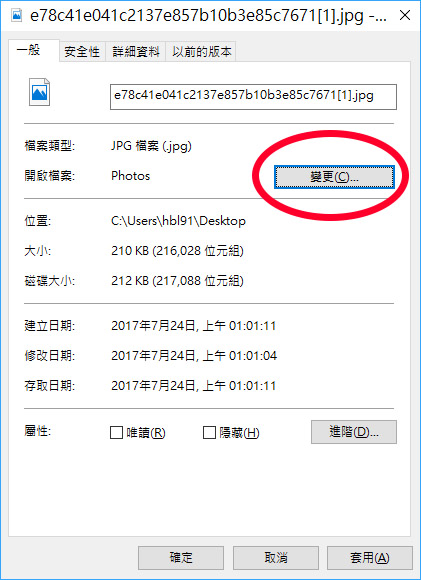 e78c41e041c2137e857b10b3e85c7671[1].jpg -...
一般 安全性 詳細資料 以前的版本
e78c41e041c2137e857b10b3e85c7671[1].jpg
檔案類型: JPG 檔案 (.jpg)
開啟檔案: Photos 變更(C)...
位置: C:\Users\hbl91\Desktop
大小: 210 KB (216,028 位元組)
磁碟大小: 212 KB (217,088 位元組)
建立日期: 2017年7月24日, 上午 01:01:11
修改日期: 2017年7月24日, 上午 01:01:04
存取日期: 2017年7月24日, 上午 01:01:11
屬性: 唯讀(R) 隱藏(H) 進階(D)...
確定 取消 套用(A)